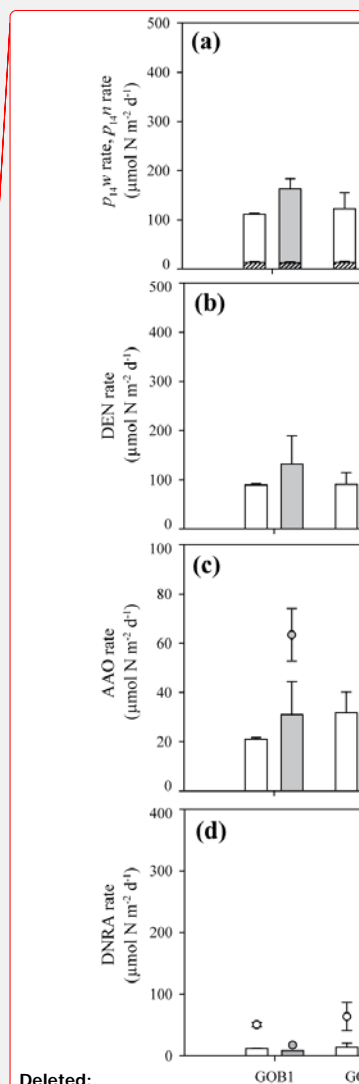 (a)
p₁₄w rate, p₁₄n rate
(μmol N m⁻² d⁻¹)
500
400
300
200
100
0
(b)
DEN rate
(μmol N m⁻² d⁻¹)
500
400
300
200
100
0
(c)
AAO rate
(μmol N m⁻² d⁻¹)
100
80
60
40
20
0
(d)
DNRA rate
(μmol N m⁻² d⁻¹)
400
300
200
100
0
GOB1
GO
Deleted: